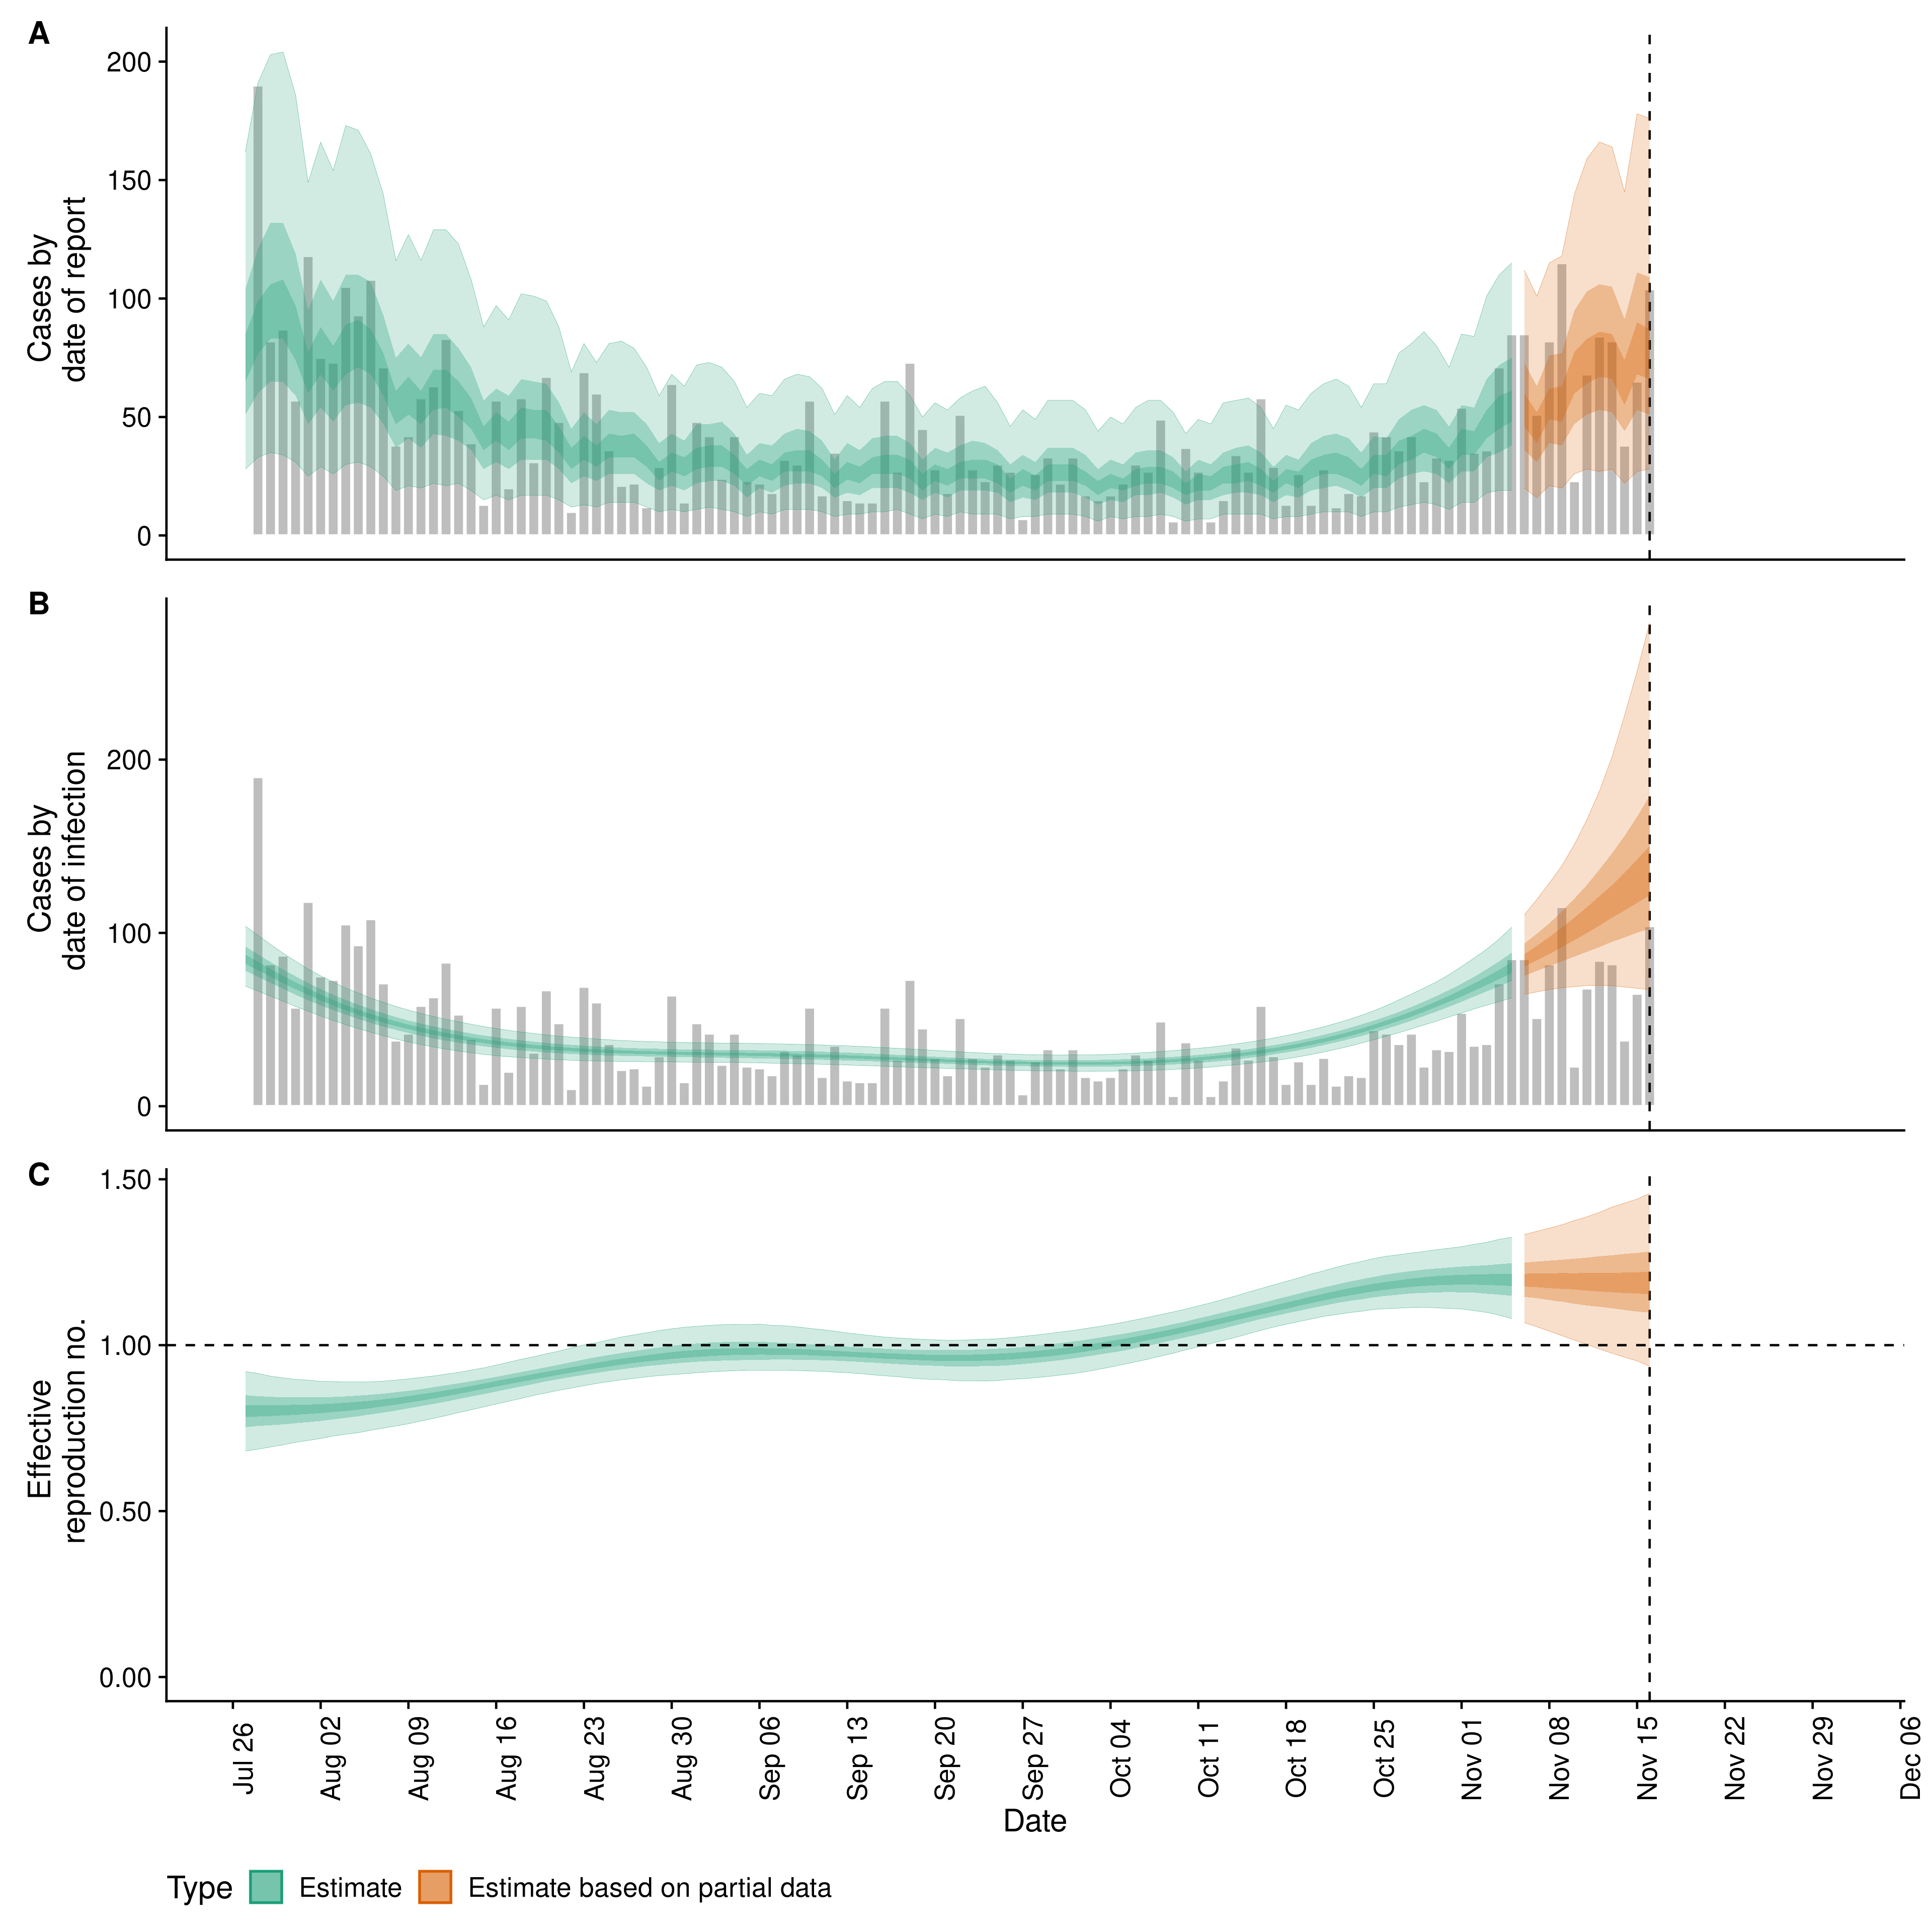 A
200
150
100
50
0
Cases by
date of report
B
200
100
0
Cases by
date of infection
C
1.50
1.00
0.50
0.00
Effective
reproduction no.
Jul 26
Aug 02
Aug 09
Aug 16
Aug 23
Aug 30
Sep 06
Sep 13
Sep 20
Sep 27
Oct 04
Oct 11
Oct 18
Oct 25
Nov 01
Nov 08
Nov 15
Nov 22
Nov 29
Dec 06
Date
Type Estimate Estimate based on partial data